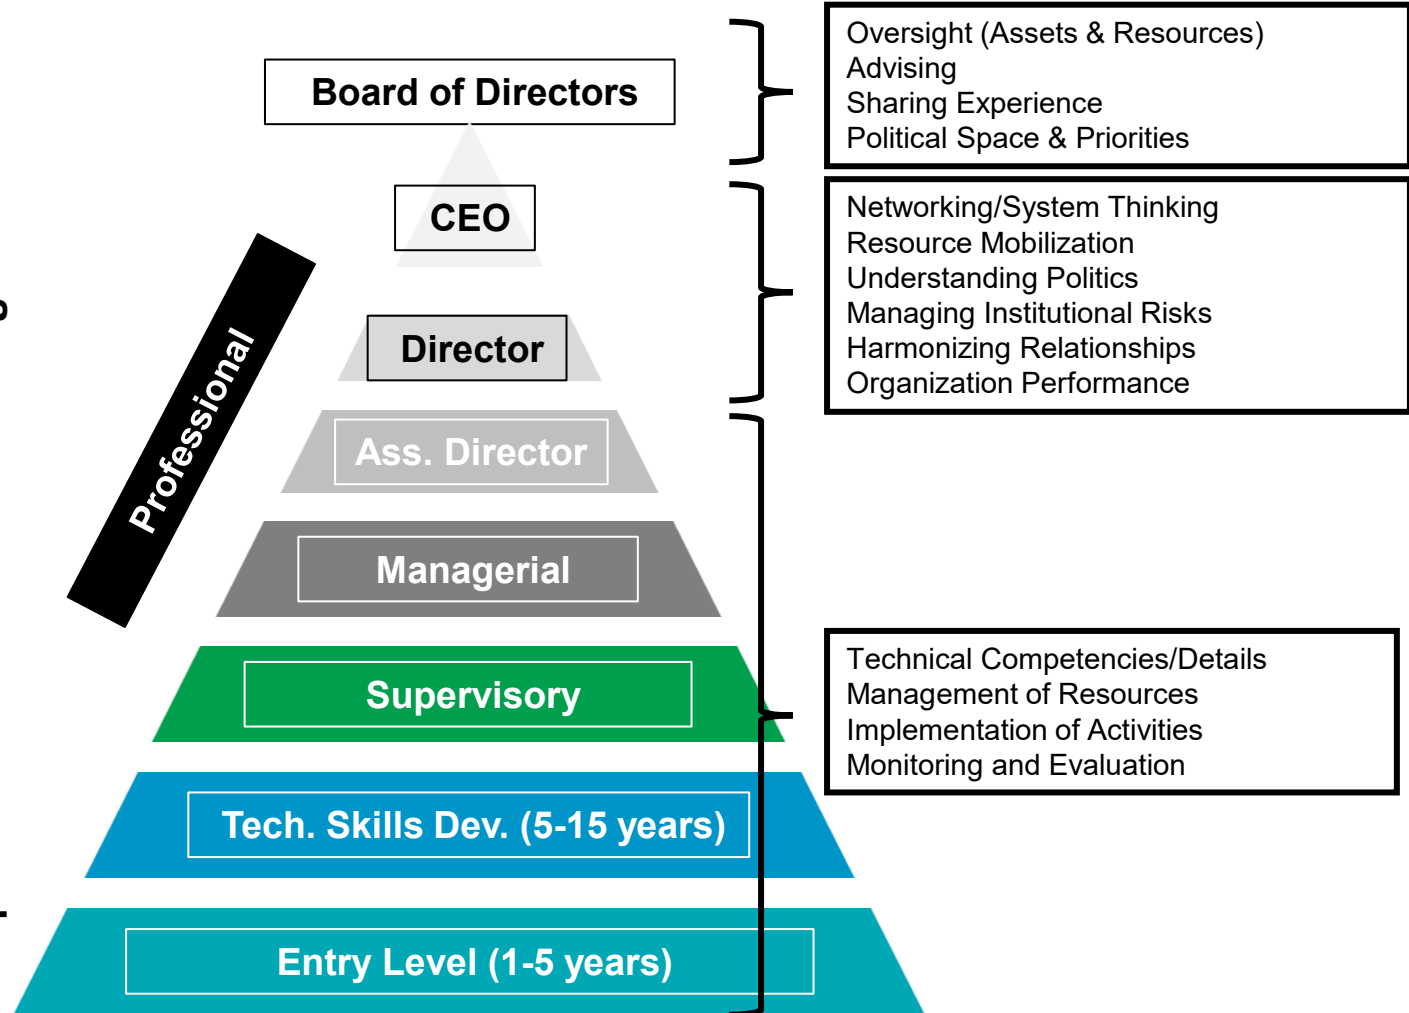 Board of Directors
CEO
Director
Ass. Director
Managerial
Supervisory
Tech. Skills Dev. (5-15 years)
Entry Level (1-5 years)
Professional
Oversight (Assets & Resources)
Advising
Sharing Experience
Political Space & Priorities
Networking/System Thinking
Resource Mobilization
Understanding Politics
Managing Institutional Risks
Harmonizing Relationships
Organization Performance
Technical Competencies/Details
Management of Resources
Implementation of Activities
Monitoring and Evaluation